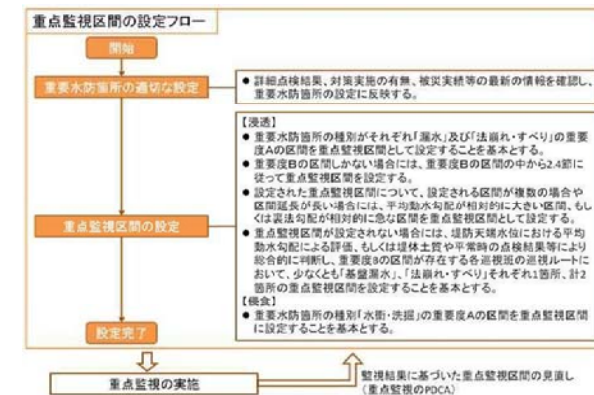 重点監視区間の設定フロー
開始
重要水防箇所の適切な設定
● 詳細点検結果、対策実施の有無、被災実績等の最新の情報を確認し、
重要水防箇所の設定に反映する。
【浸透】
● 重要水防箇所の種別がそれぞれ「漏水」及び「法崩れ・すべり」の重要
度Aの区間を重点監視区間として設定することを基本とする。
● 重要度Bの区間しかない場合には、重要度Bの区間の中から2.4節に
従って重点監視区間を設定する。
● 設定された重点監視区間について、設定される区間が複数の場合や
区間延長が長い場合には、平均動水勾配が相対的に大きい区間、もし
くは裏法勾配が相対的に急な区間を重点監視区間として設定する。
● 重点監視区間が設定されない場合には、堤防天端水位における平均
動水勾配による評価、もしくは堤体土質や平常時の点検結果等により
総合的に判断し、重要度Bの区間が存在する各巡視班の巡視ルートに
おいて、少なくとも「基盤漏水」、「法崩れ・すべり」それぞれ1箇所、計2
箇所の重点監視区間を設定することを基本とする。
【侵食】
● 重要水防箇所の種別「水衝・洗掘」の重要度Aの区間を重点監視区間
に設定することを基本とする。
重点監視区間の設定
設定完了
重点監視の実施
監視結果に基づいた重点監視区間の見直し
(重点監視のPDCA)